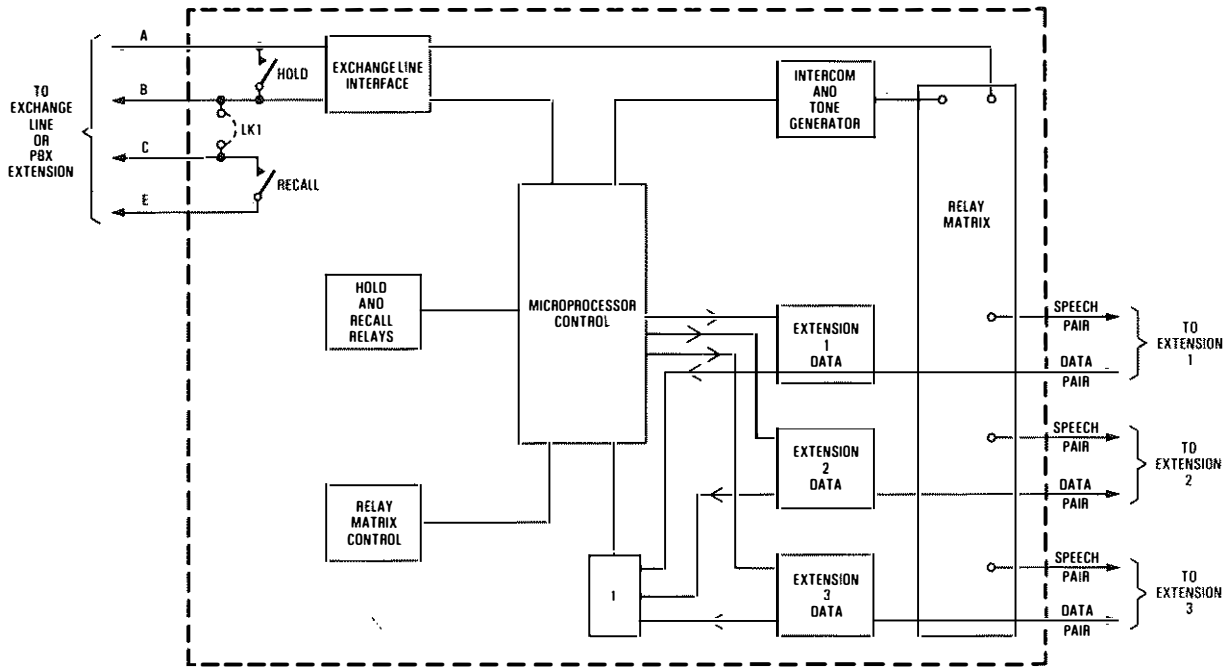 A
B
C
E
TO
EXCHANGE
LINE
OR
PBX
EXTENSION
HOLD
LK1
RECALL
EXCHANGE LINE
INTERFACE
INTERCOM
AND
TONE
GENERATOR
RELAY
MATRIX
MICROPROCESSOR
CONTROL
HOLD
AND
RECALL
RELAYS
RELAY
MATRIX
CONTROL
1
EXTENSION
1
DATA
EXTENSION
2
DATA
EXTENSION
3
DATA
SPEECH
PAIR
DATA
PAIR
TO
EXTENSION
1
SPEECH
PAIR
DATA
PAIR
TO
EXTENSION
2
SPEECH
PAIR
DATA
PAIR
TO
EXTENSION
3